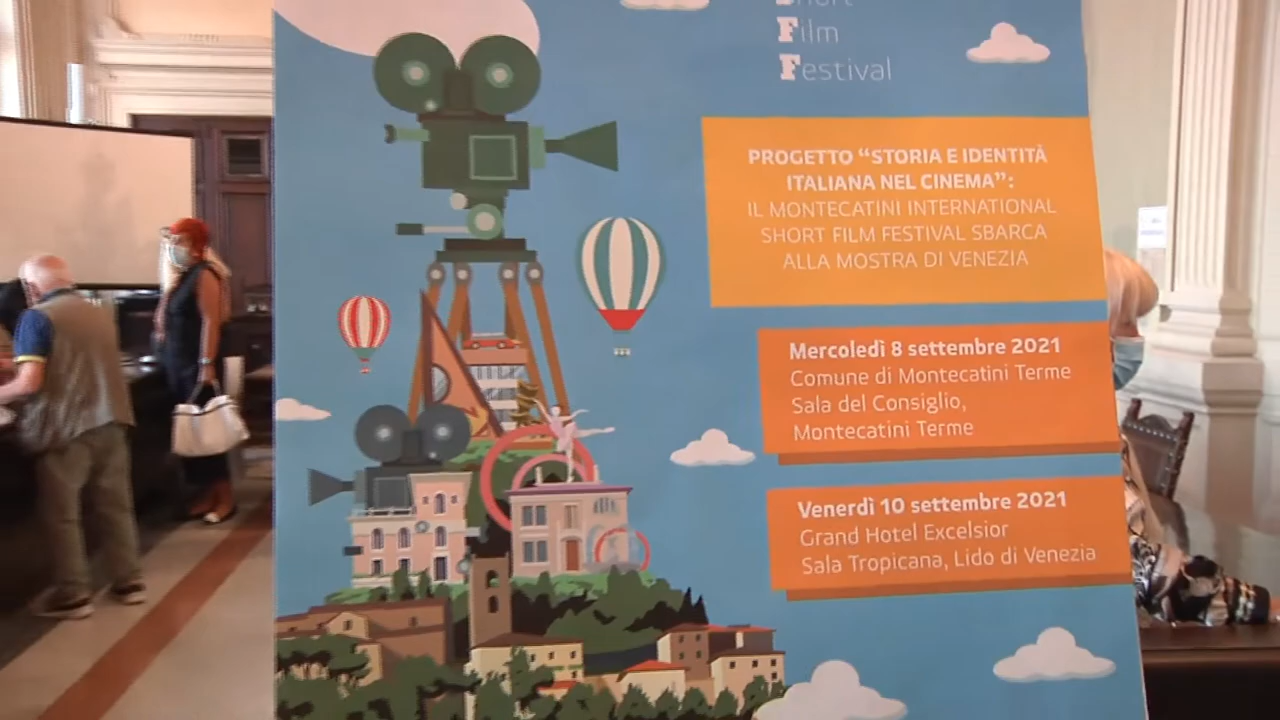 Short
Film
Festival
PROGETTO “STORIA E IDENTITÀ
ITALIANA NEL CINEMA”:
IL MONTECATINI INTERNATIONAL
SHORT FILM FESTIVAL SBARCA
ALLA MOSTRA DI VENEZIA
Mercoledì 8 settembre 2021
Comune di Montecatini Terme
Sala del Consiglio,
Montecatini Terme
Venerdì 10 settembre 2021
Grand Hotel Excelsior
Sala Tropicana, Lido di Venezia